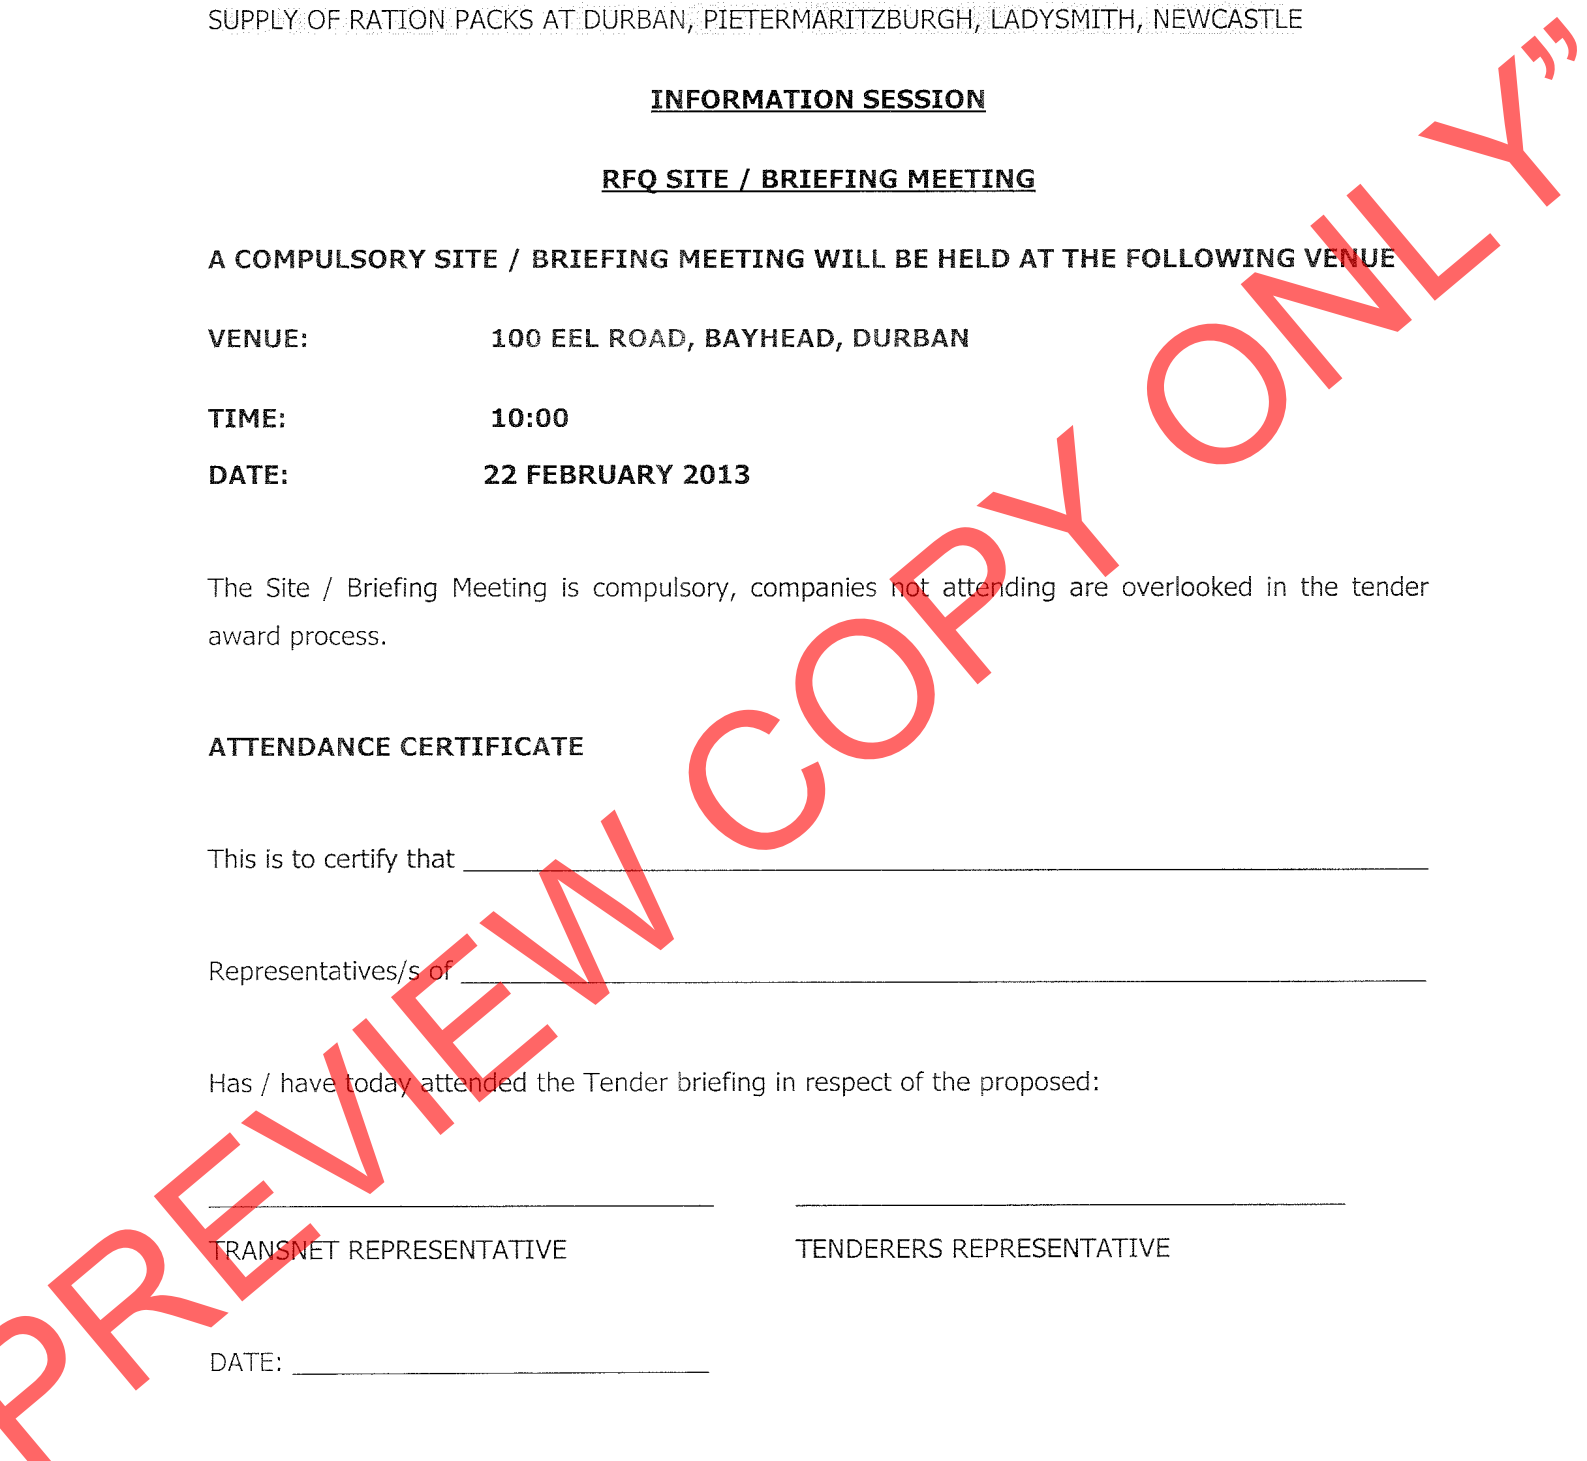 SUPPLY OF RATION PACKS AT DURBAN, PIETERMARITZBURGH, LADYSMITH, NEWCASTLE
INFORMATION SESSION
RFQ SITE / BRIEFING MEETING
A COMPULSORY SITE / BRIEFING MEETING WILL BE HELD AT THE FOLLOWING VENUE
VENUE: 100 EEL ROAD, BAYHEAD, DURBAN
TIME: 10:00
DATE: 22 FEBRUARY 2013
The Site / Briefing Meeting is compulsory, companies not attending are overlooked in the tender
award process.
ATTENDANCE CERTIFICATE
This is to certify that
Representatives/s of
Has / have today attended the Tender briefing in respect of the proposed:
TRANSNET REPRESENTATIVE TENDERERS REPRESENTATIVE
DATE:
PREVIEW COPY ONLY”